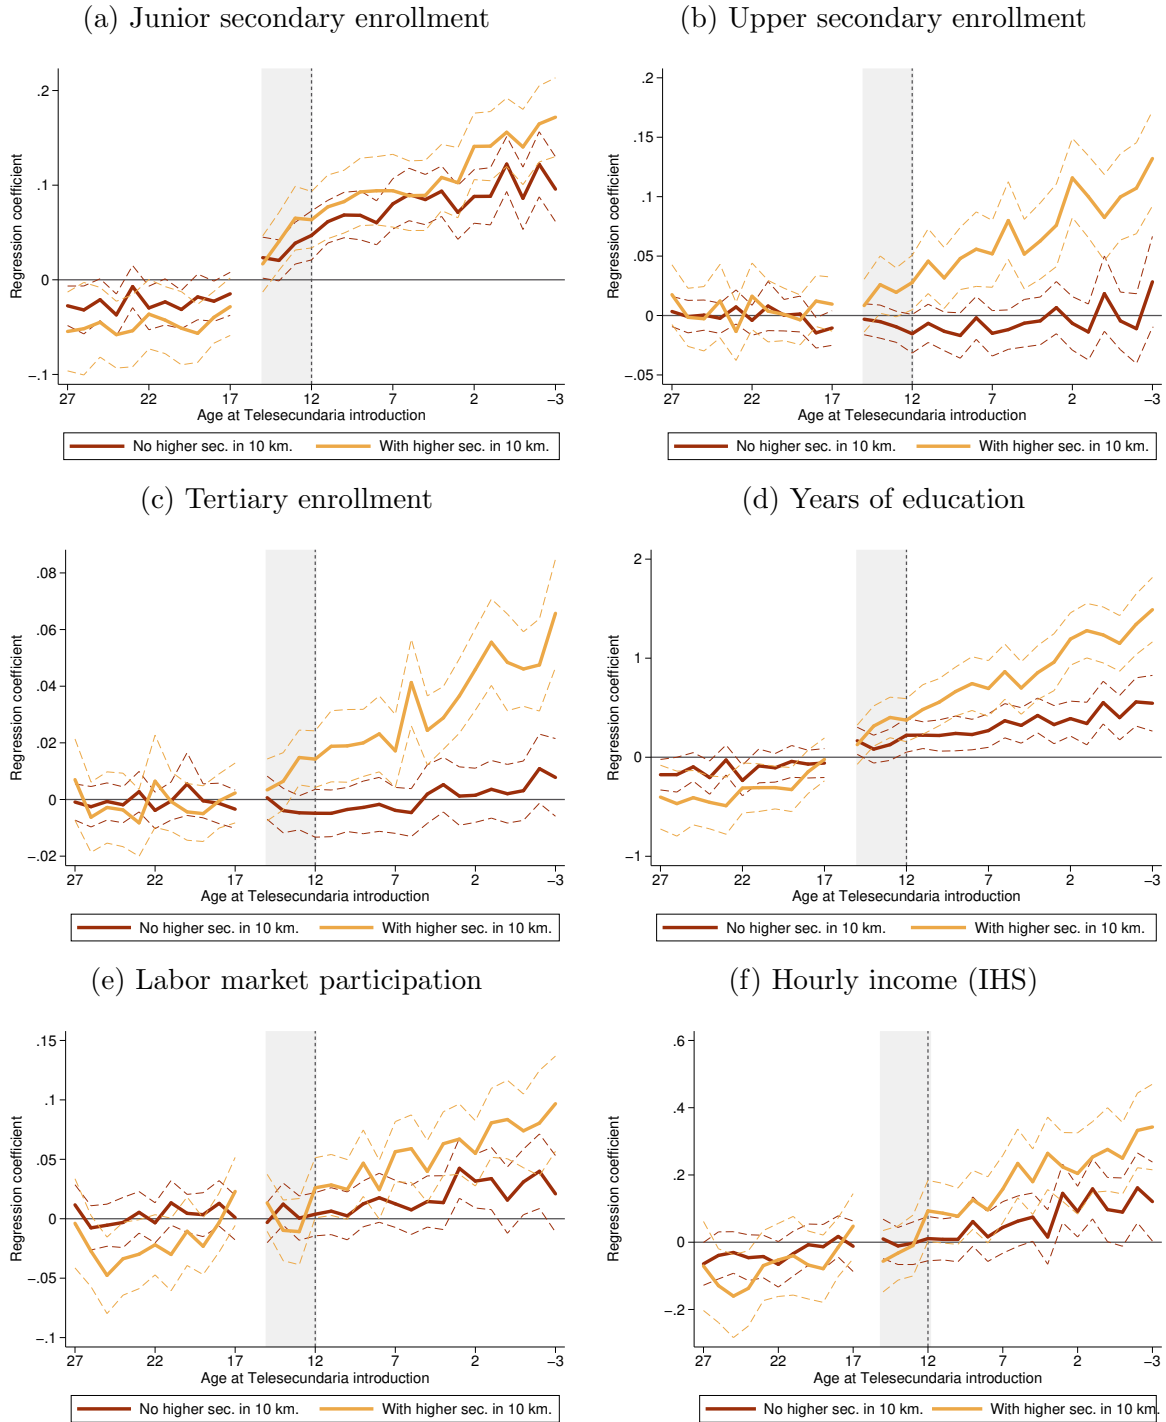 (a) Junior secondary enrollment
(b) Upper secondary enrollment
Regression coefficient
.2
.1
0
−.1
27 22 17 12 7 2 −3
Age at Telesecundaria introduction
No higher sec. in 10 km. With higher sec. in 10 km.
Regression coefficient
.2
.15
.1
.05
0
−.05
27 22 17 12 7 2 −3
Age at Telesecundaria introduction
No higher sec. in 10 km. With higher sec. in 10 km.
(c) Tertiary enrollment
(d) Years of education
Regression coefficient
.08
.06
.04
.02
0
−.02
27 22 17 12 7 2 −3
Age at Telesecundaria introduction
No higher sec. in 10 km. With higher sec. in 10 km.
Regression coefficient
2
1
0
−1
27 22 17 12 7 2 −3
Age at Telesecundaria introduction
No higher sec. in 10 km. With higher sec. in 10 km.
(e) Labor market participation
(f) Hourly income (IHS)
Regression coefficient
.15
.1
.05
0
−.05
−.1
27 22 17 12 7 2 −3
Age at Telesecundaria introduction
No higher sec. in 10 km. With higher sec. in 10 km.
Regression coefficient
.6
.4
.2
0
−.2
27 22 17 12 7 2 −3
Age at Telesecundaria introduction
No higher sec. in 10 km. With higher sec. in 10 km.